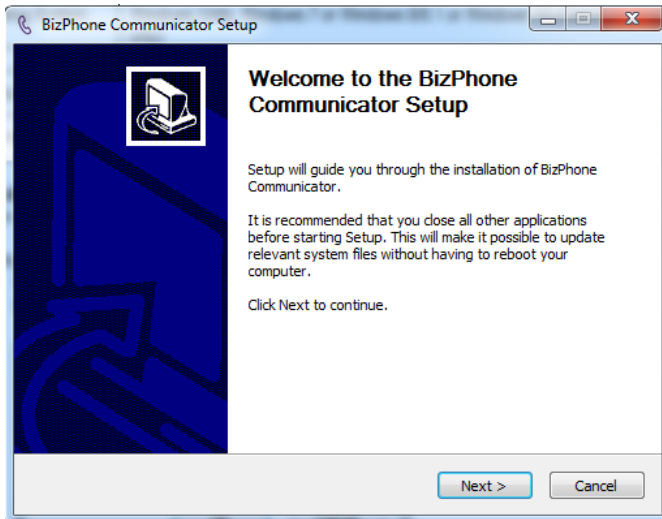 BizPhone Communicator Setup
Welcome to the BizPhone
Communicator Setup
Setup will guide you through the installation of BizPhone
Communicator.
It is recommended that you close all other applications
before starting Setup. This will make it possible to update
relevant system files without having to reboot your
computer.
Click Next to continue.
Next >
Cancel